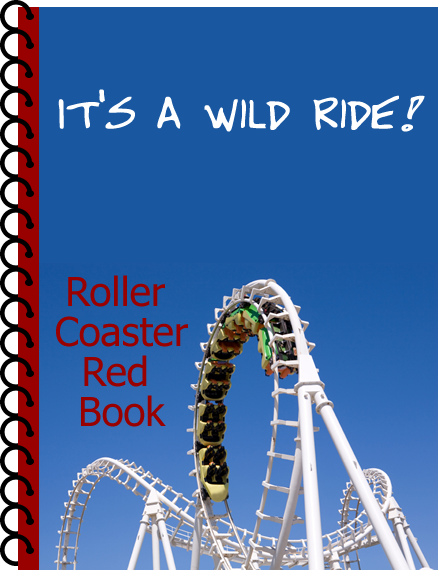 IT'S A WILD RIDE!
Roller
Coaster
Red
Book